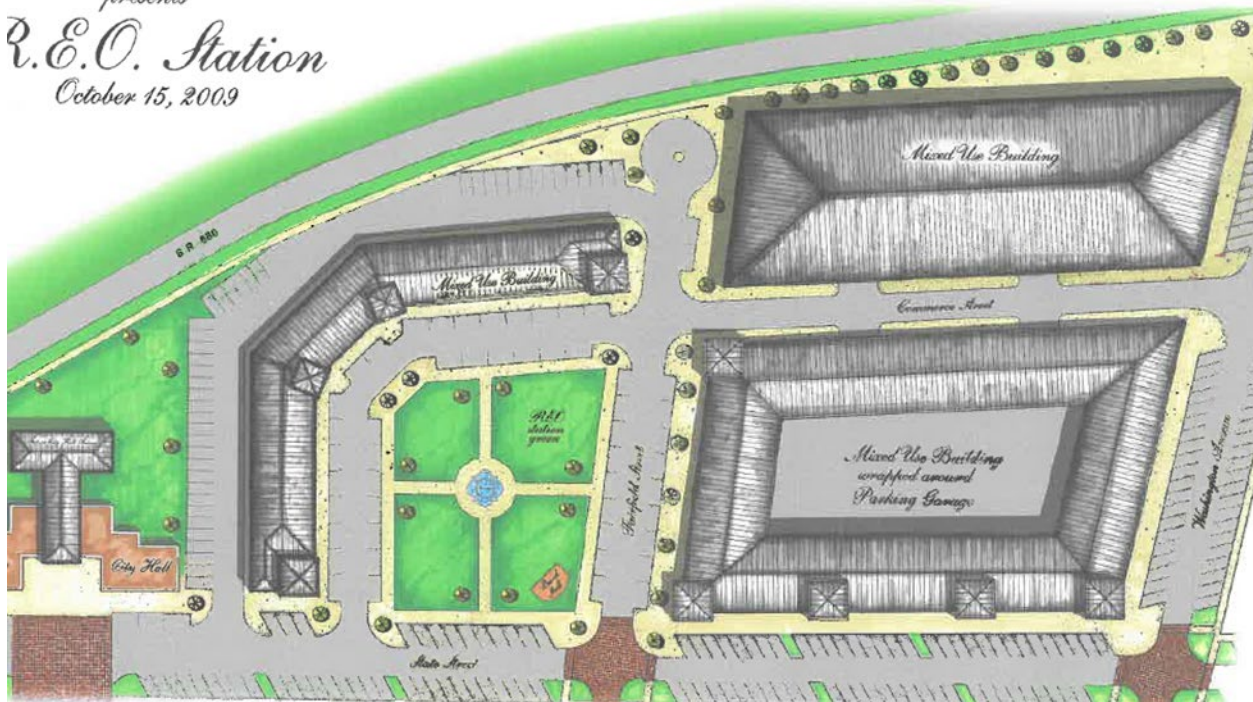 presents
R.E.O. Station
October 15, 2009
S.R. 680
Mixed Use Building
Mixed Use Building
Commerce Street
R.E.O.
station
green
Mixed Use Building
wrapped around
Parking Garage
Fairfield Street
Washington Avenue
City Hall
State Street